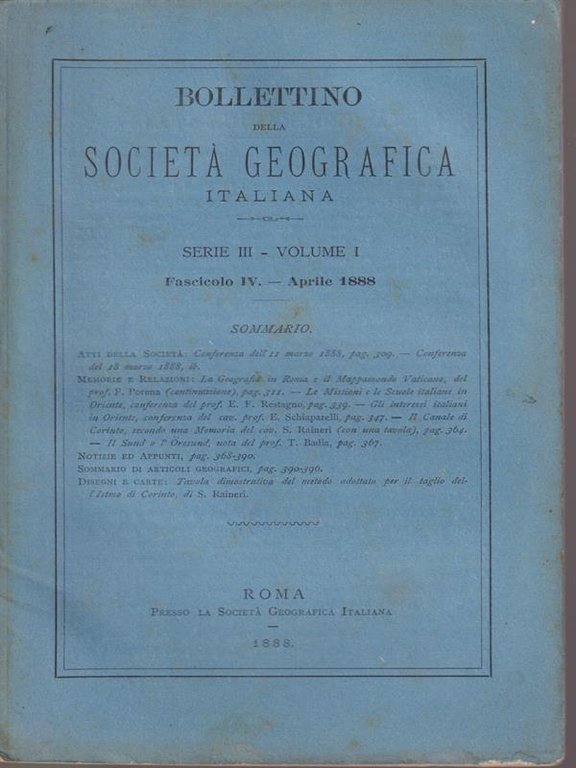 BOLLETTINO
DELLA
SOCIETÀ GEOGRAFICA
ITALIANA
SERIE III - VOLUME I
Fascicolo IV. — Aprile 1888
SOMMARIO.
ATTI DELLA SOCIETÀ: Conferenza dell'11 marzo 1888, pag. 309. — Conferenza
del 18 marzo 1888, ib.
MEMORIE E RELAZIONI: La Geografia in Roma e il Mappamondo Vaticano, del
prof. F. Porena (continuazione), pag. 311. — Le Missioni e le Scuole italiane in
Oriente, conferenza del prof. E. F. Restagno, pag. 339. — Gli interessi italiani
in Oriente, conferenza del cav. prof. E. Schiaparelli, pag. 347. — Il Canale di
Corinto, secondo una Memoria del cav. S. Raineri (con una tavola), pag. 364.
— Il Sund o l'Oresund, nota del prof. T. Badia, pag. 367.
NOTIZIE ED APPUNTI, pag. 368-390.
SOMMARIO DI ARTICOLI GEOGRAFICI, pag. 390-396.
DISEGNI E CARTE: Tavola dimostrativa del metodo adottato per il taglio del-
l'Istmo di Corinto, di S. Raineri.
ROMA
PRESSO LA SOCIETÀ GEOGRAFICA ITALIANA
1888.